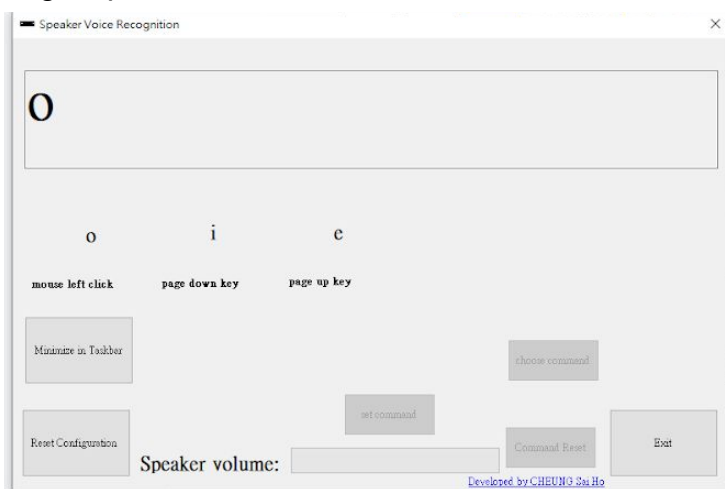 Speaker Voice Recognition
o
o i e
mouse left click page down key page up key
Minimize in Taskbar
choose command
set command
Reset Configuration
Command Reset
Exit
Speaker volume:
Developed by CHEUNG Sai Ho